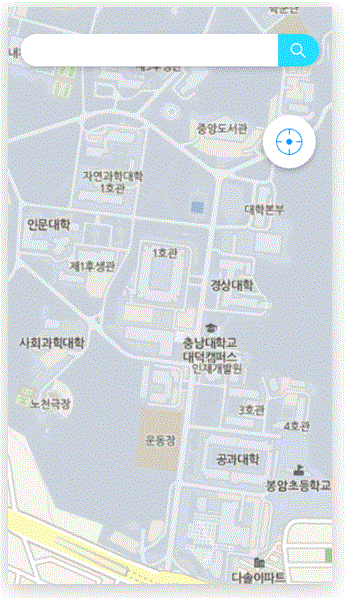 중앙도서관
자연과학대학
1호관
대학본부
인문대학
1호관
제1후생관
경상대학
사회과학대학
충남대학교
대덕캠퍼스
인재개발원
노천극장
3호관
4호관
운동장
공과대학
봉암초등학교
다솔아파트